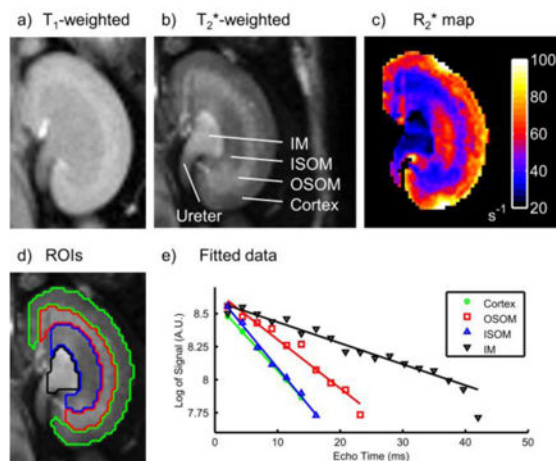 a) T1-weighted
b) T2*-weighted
c) R2* map
IM
ISOM
OSOM
Cortex
Ureter
100
80
60
40
20
s-1
d) ROIs
e) Fitted data
Cortex
OSOM
ISOM
IM
Log of Signal (A.U.)
8.5
8.25
8
7.75
0
10
20
30
40
50
Echo Time (ms)